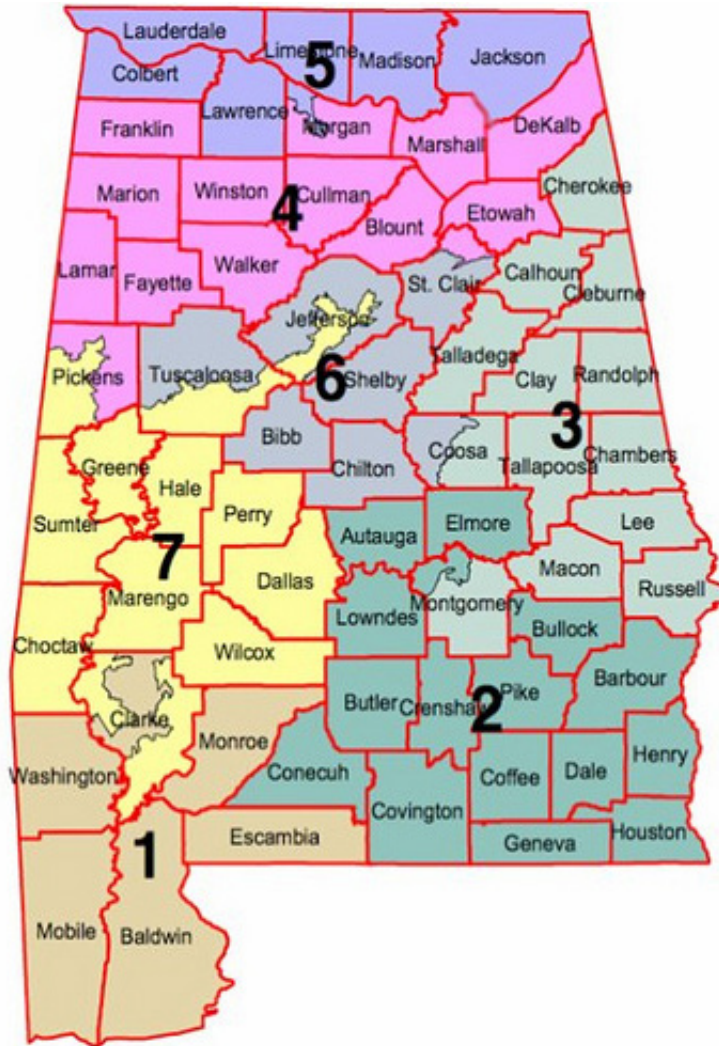 Lauderdale
Limestone
Madison
Jackson
Colbert
5
Lawrence
Franklin
Morgan
Marshall
DeKalb
Marion
Winston
Cullman
Cherokee
4
Etowah
Blount
Lamar
Fayette
Walker
St. Clair
Calhoun
Cleburne
Jefferson
Pickens
Tuscaloosa
6
Shelby
Talladega
Clay
Randolph
Bibb
3
Greene
Hale
Chilton
Coosa
Tallapoosa
Chambers
Sumter
Perry
Autauga
Elmore
Lee
7
Dallas
Macon
Marengo
Lowndes
Montgomery
Russell
Choctaw
Wilcox
Bullock
Clarke
Butler
Crenshaw
Pike
Barbour
2
Monroe
Washington
Conecuh
Coffee
Dale
Henry
Covington
Escambia
Geneva
Houston
1
Mobile
Baldwin